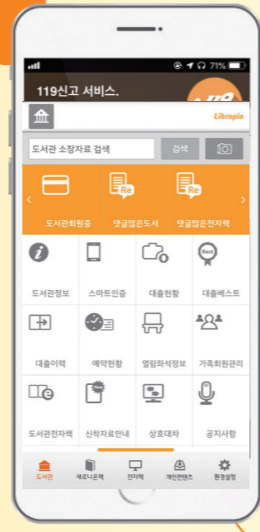 71%
119신고 서비스.
119
Libropia
도서관 소장자료 검색
검색
Re Re
도서관회원증 댓글많은도서 댓글많은전자책
i Best
도서관정보 스마트인증 대출현황 대출베스트
대출이력 예약현황 열람좌석정보 가족회원관리
e
도서관전자책 신착자료안내 상호대차 공지사항
도서관 새로나온책 전자책 개인컨텐츠 환경설정